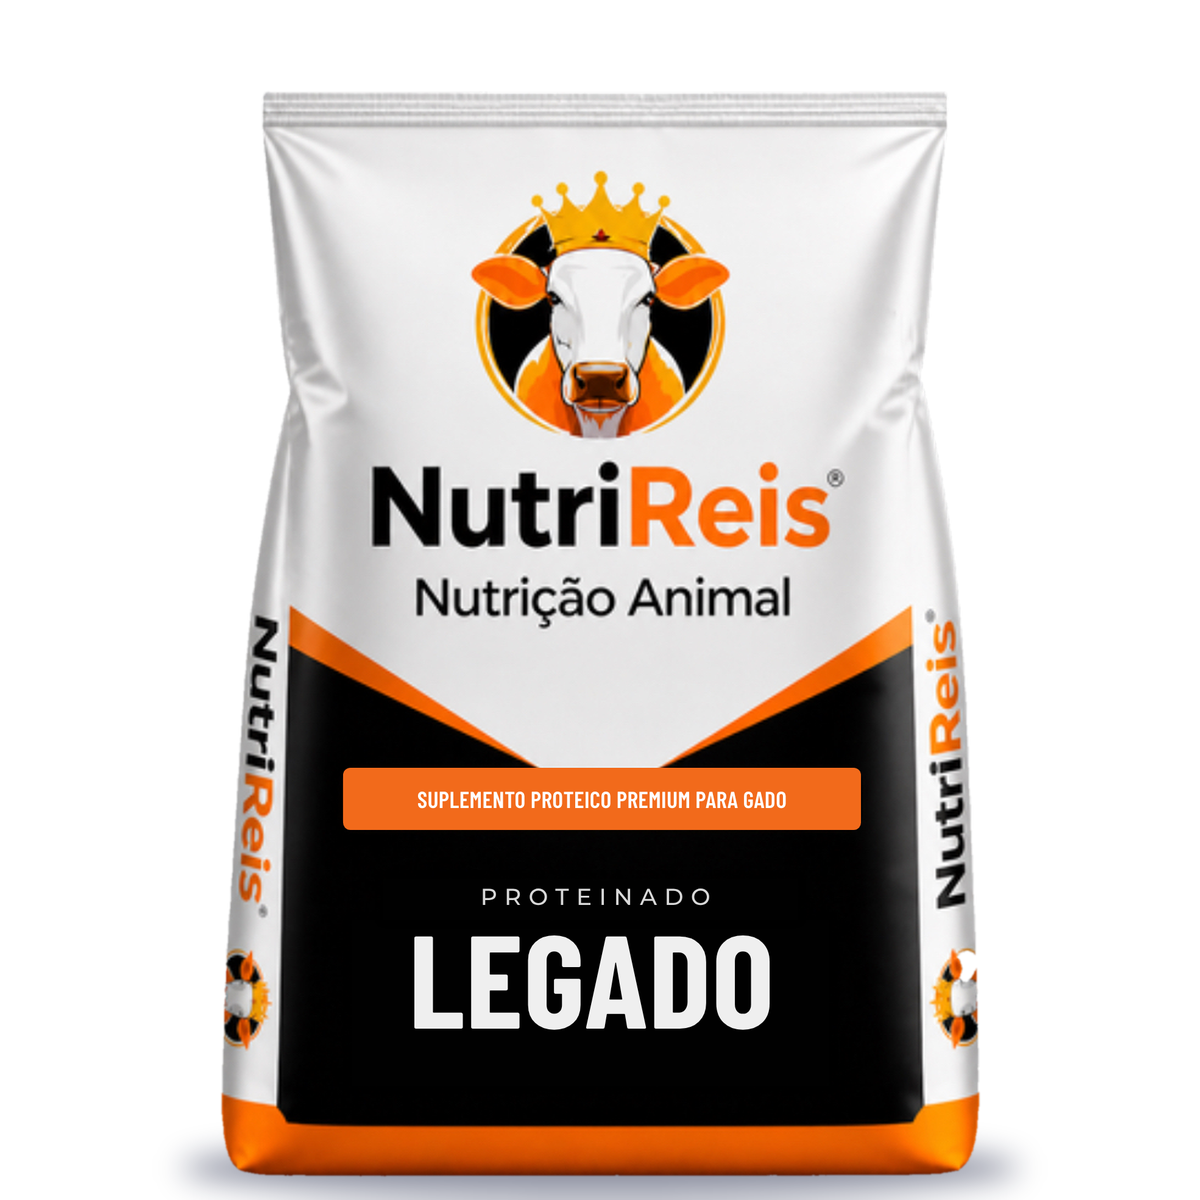 NutriReis®
Nutrição Animal
NutriReis®
NutriReis®
SUPLEMENTO PROTEICO PREMIUM PARA GADO
PROTEINADO
LEGADO